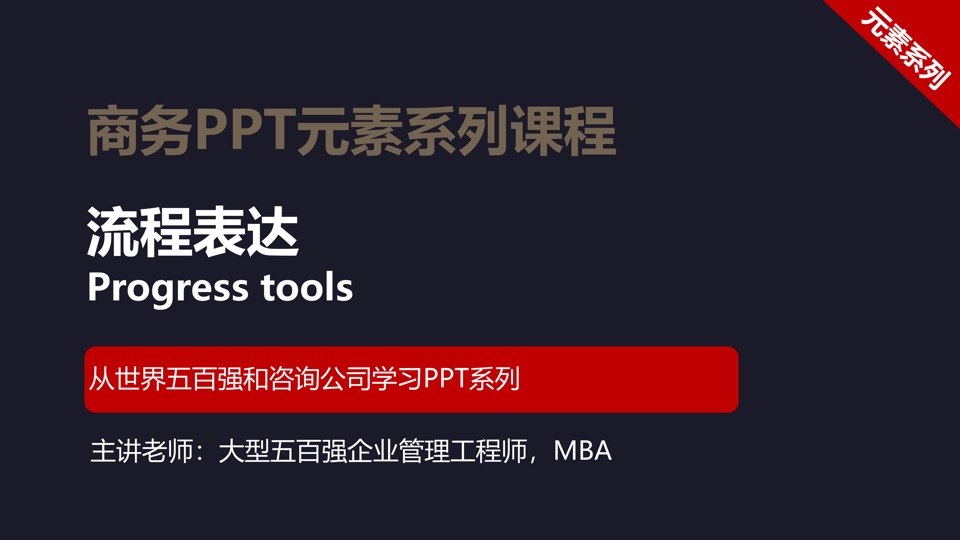 元素系列
商务PPT元素系列课程
流程表达
Progress tools
从世界五百强和咨询公司学习PPT系列
主讲老师：大型五百强企业管理工程师，MBA